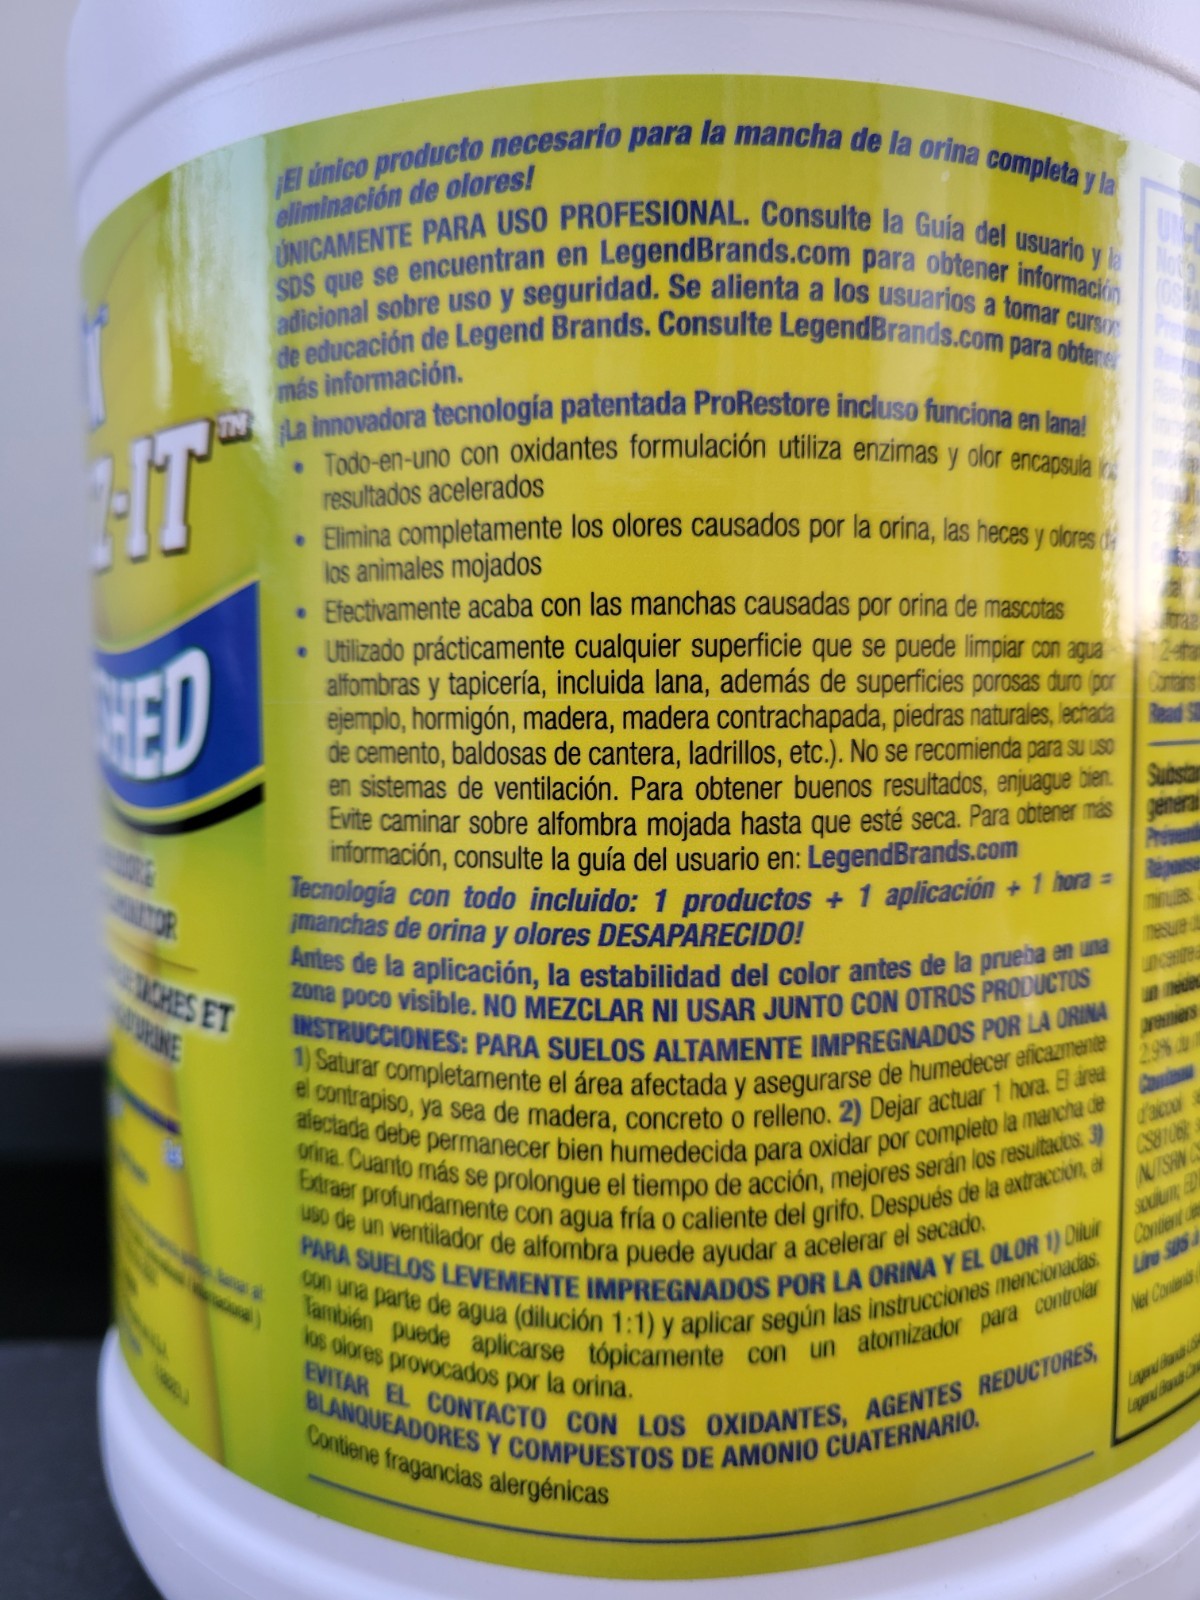 ¡El único producto necesario para la mancha de la orina completa y la
eliminación de olores!
ÚNICAMENTE PARA USO PROFESIONAL. Consulte la Guía del usuario y la
SDS que se encuentran en LegendBrands.com para obtener información
adicional sobre uso y seguridad. Se alienta a los usuarios a tomar cursos
de educación de Legend Brands. Consulte LegendBrands.com para obtener
más información.
¡La innovadora tecnología patentada ProRestore incluso funciona en lana!
• Todo-en-uno con oxidantes formulación utiliza enzimas y olor encapsula los
resultados acelerados
• Elimina completamente los olores causados por la orina, las heces y olores de
los animales mojados
• Efectivamente acaba con las manchas causadas por orina de mascotas
• Utilizado prácticamente cualquier superficie que se puede limpiar con agua -
alfombras y tapicería, incluida lana, además de superficies porosas duro (por
ejemplo, hormigón, madera, madera contrachapada, piedras naturales, lechada
de cemento, baldosas de cantera, ladrillos, etc.). No se recomienda para su uso
en sistemas de ventilación. Para obtener buenos resultados, enjuague bien.
Evite caminar sobre alfombra mojada hasta que esté seca. Para obtener más
información, consulte la guía del usuario en: LegendBrands.com
Tecnología con todo incluido: 1 productos + 1 aplicación + 1 hora =
¡manchas de orina y olores DESAPARECIDO!
Antes de la aplicación, la estabilidad del color antes de la prueba en una
zona poco visible. NO MEZCLAR NI USAR JUNTO CON OTROS PRODUCTOS
INSTRUCCIONES: PARA SUELOS ALTAMENTE IMPREGNADOS POR LA ORINA
1) Saturar completamente el área afectada y asegurarse de humedecer eficazmente
el contrapiso, ya sea de madera, concreto o relleno. 2) Dejar actuar 1 hora. El área
afectada debe permanecer bien humedecida para oxidar por completo la mancha de
orina. Cuanto más se prolongue el tiempo de acción, mejores serán los resultados. 3)
Extraer profundamente con agua fría o caliente del grifo. Después de la extracción, el
uso de un ventilador de alfombra puede ayudar a acelerar el secado.
PARA SUELOS LEVEMENTE IMPREGNADOS POR LA ORINA Y EL OLOR 1) Diluir
con una parte de agua (dilución 1:1) y aplicar según las instrucciones mencionadas.
También puede aplicarse tópicamente con un atomizador para controlar
los olores provocados por la orina.
EVITAR EL CONTACTO CON LOS OXIDANTES, AGENTES REDUCTORES,
BLANQUEADORES Y COMPUESTOS DE AMONIO CUATERNARIO.
Contiene fragancias alergénicas
Z-IT™
HED
TACHES ET
Read